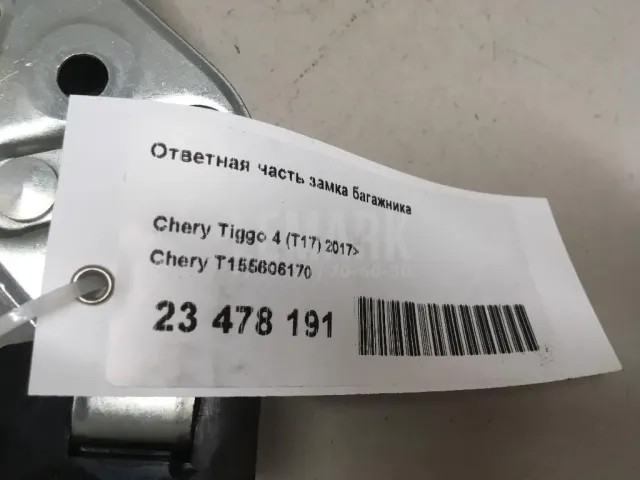 Ответная часть замка багажника
Chery Tiggo 4 (T17) 2017>
Chery T155606170
23 478 191